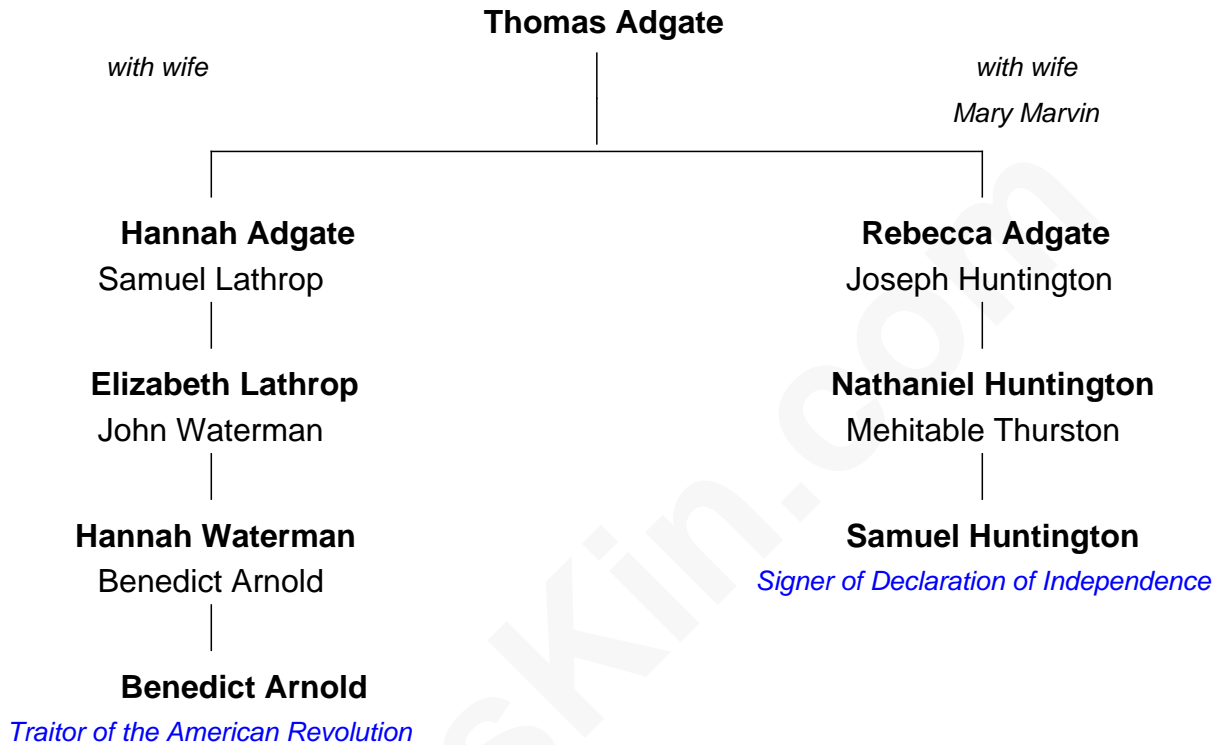 Thomas Adgate
with wife
with wife
Mary Marvin
Hannah Adgate
Samuel Lathrop
Rebecca Adgate
Joseph Huntington
Elizabeth Lathrop
John Waterman
Nathaniel Huntington
Mehitable Thurston
Hannah Waterman
Benedict Arnold
Samuel Huntington
Signer of Declaration of Independence
Benedict Arnold
Traitor of the American Revolution
sKin.com